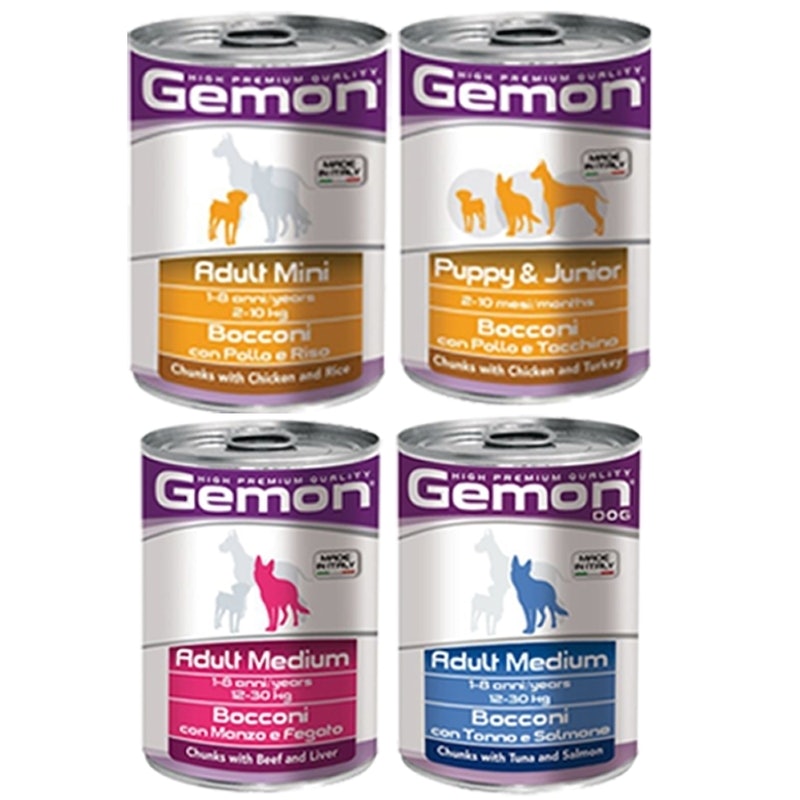 HIGH PREMIUM QUALITY
Gemon®
MADE
IN ITALY
Adult Mini
1-8 anni/years
2-10 kg
Bocconi
con Pollo e Riso
Chunks with Chicken and Rice
HIGH PREMIUM QUALITY
Gemon®
MADE
IN ITALY
Puppy & Junior
2-10 mesi/months
Bocconi
con Pollo e Tacchino
Chunks with Chicken and Turkey
HIGH PREMIUM QUALITY
Gemon®
MADE
IN ITALY
Adult Medium
1-8 anni/years
12-30 kg
Bocconi
con Manzo e Fegato
Chunks with Beef and Liver
HIGH PREMIUM QUALITY
Gemon®
DOG
MADE
IN ITALY
Adult Medium
1-8 anni/years
12-30 kg
Bocconi
con Tonno e Salmone
Chunks with Tuna and Salmon